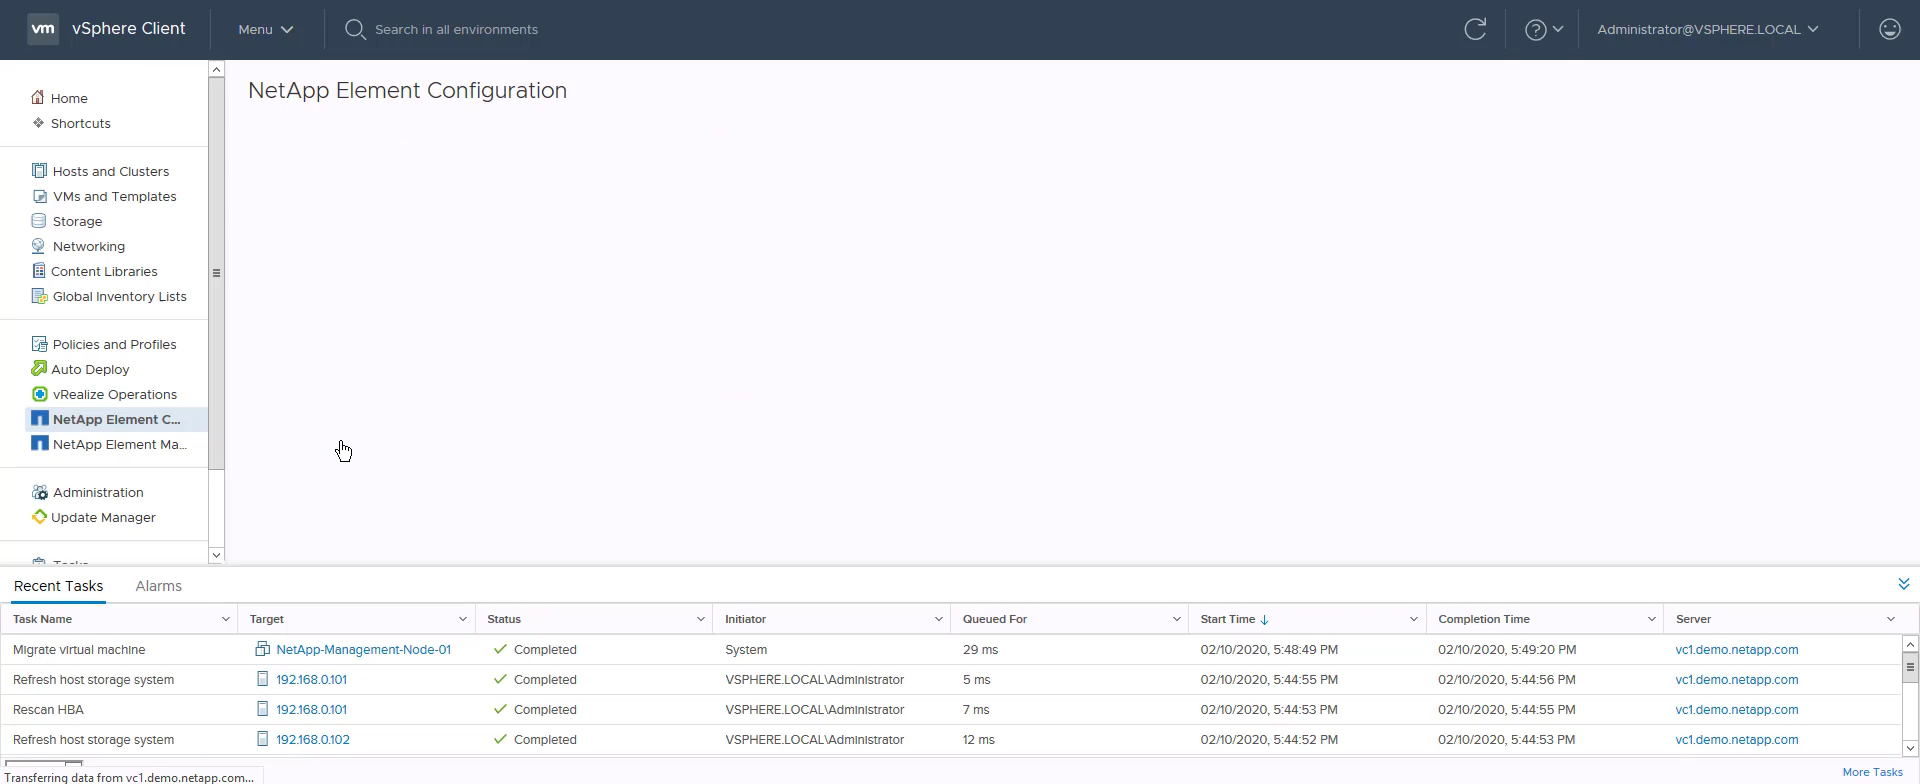 vm vSphere Client Menu Search in all environments Administrator@VSPHERE.LOCAL
NetApp Element Configuration
Home
Shortcuts
Hosts and Clusters
VMs and Templates
Storage
Networking
Content Libraries
Global Inventory Lists
Policies and Profiles
Auto Deploy
vRealize Operations
NetApp Element C...
NetApp Element Ma...
Administration
Update Manager
Tasks
Recent Tasks Alarms
Task Name Target Status Initiator Queued For Start Time Completion Time Server
Migrate virtual machine NetApp-Management-Node-01 Completed System 29 ms 02/10/2020, 5:48:49 PM 02/10/2020, 5:49:20 PM vc1.demo.netapp.com
Refresh host storage system 192.168.0.101 Completed VSPHERE.LOCAL\Administrator 5 ms 02/10/2020, 5:44:55 PM 02/10/2020, 5:44:56 PM vc1.demo.netapp.com
Rescan HBA 192.168.0.101 Completed VSPHERE.LOCAL\Administrator 7 ms 02/10/2020, 5:44:53 PM 02/10/2020, 5:44:55 PM vc1.demo.netapp.com
Refresh host storage system 192.168.0.102 Completed VSPHERE.LOCAL\Administrator 12 ms 02/10/2020, 5:44:52 PM 02/10/2020, 5:44:53 PM vc1.demo.netapp.com
More Tasks
Transferring data from vc1.demo.netapp.com...